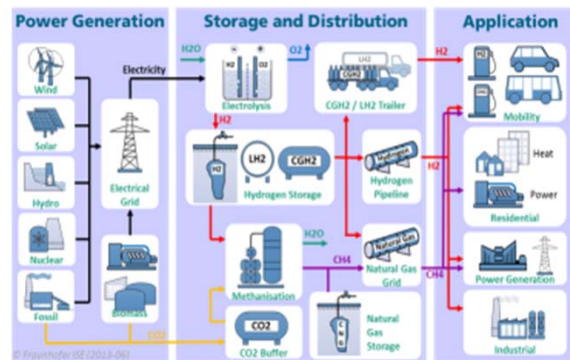 Power Generation
Storage and Distribution
Application
Wind
Solar
Hydro
Nuclear
Fossil
Electricity
Electrical
Grid
Biomass
CO2
© Fraunhofer ISE (2013-06)
H2O
O2
H2
O2
Electrolysis
H2
LH2
CGH2
CGH2 / LH2 Trailer
H2
H2
LH2
CGH2
Hydrogen Storage
Hydrogen
Hydrogen
Pipeline
H2
H2O
Methanisation
CH4
Natural Gas
Natural Gas
Grid
CH4
CO2
CO2 Buffer
CNG
Natural
Gas
Storage
H2
Mobility
Heat
Power
Residential
Power Generation
Industrial